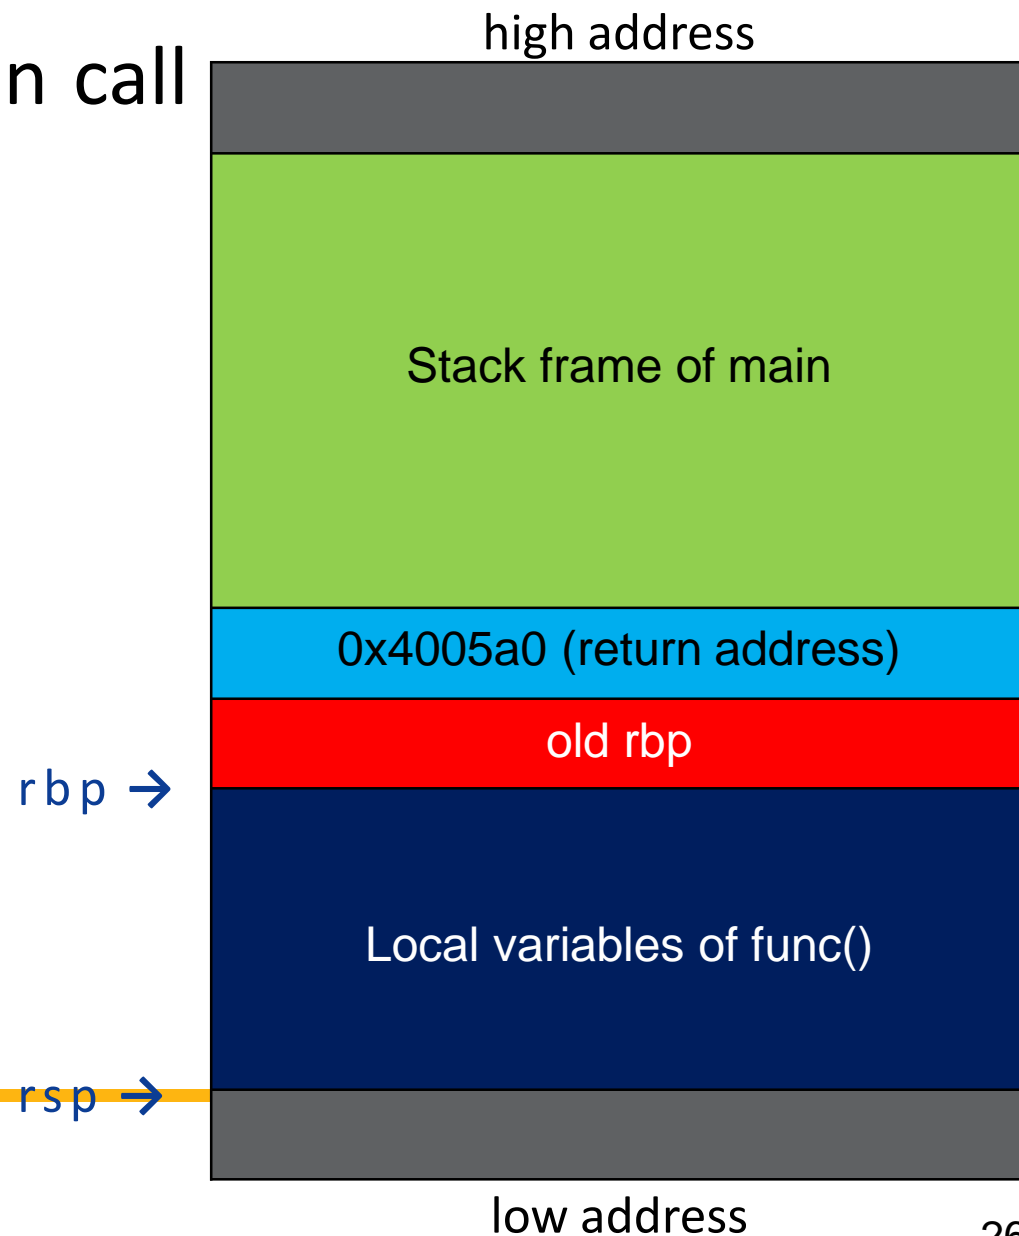 high address
n call
Stack frame of main
0x4005a0 (return address)
old rbp
rbp →
Local variables of func()
rsp →
low address
26